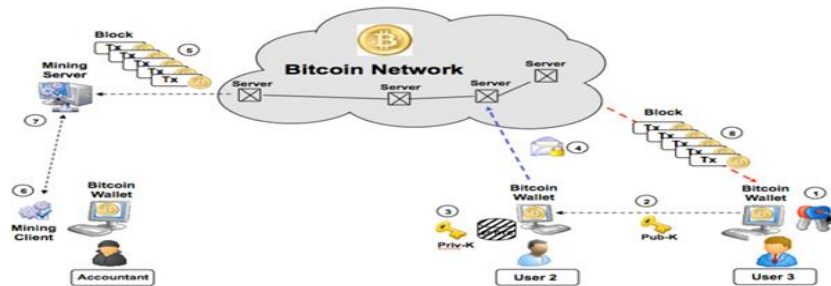 Block
5
Tx
Tx
Tx
Tx
Tx
Mining
Server
7
Bitcoin Network
Server
Server
Server
Server
Block
8
Tx
Tx
Tx
Tx
Tx
4
6
Mining
Client
Bitcoin
Wallet
Accountant
Bitcoin
Wallet
3
Priv-K
User 2
2
Pub-K
Bitcoin
Wallet
1
User 3